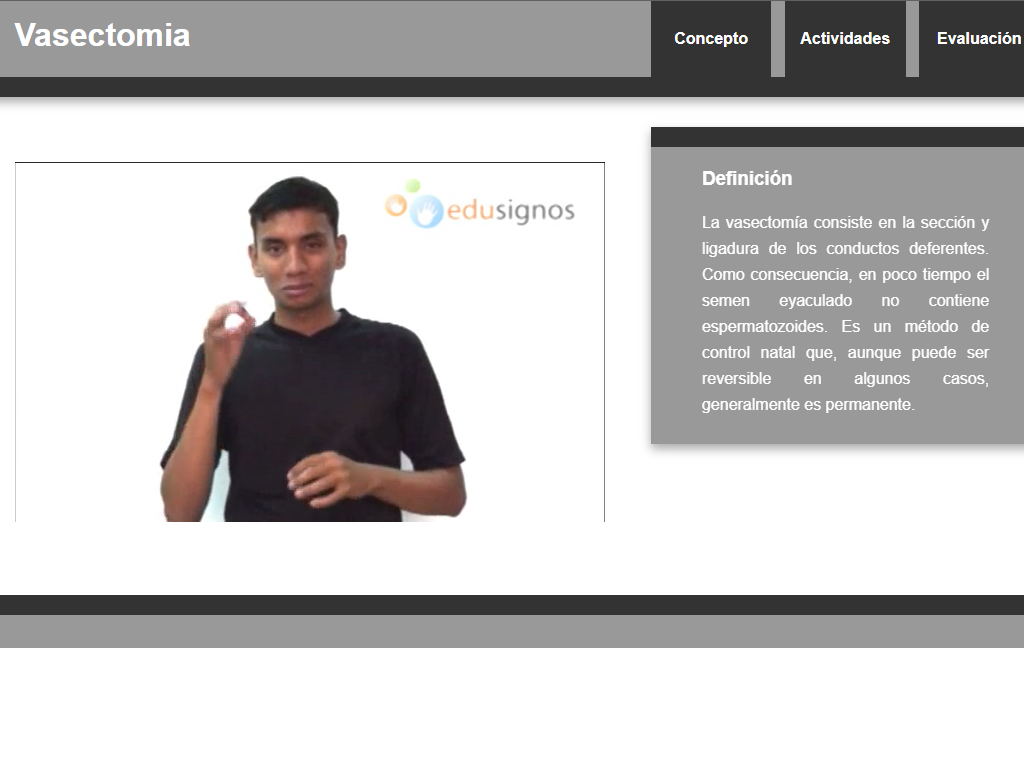 Vasectomia
Concepto
Actividades
Evaluación
edusignos
Definición
La vasectomía consiste en la sección y
ligadura de los conductos deferentes.
Como consecuencia, en poco tiempo el
semen eyaculado no contiene
espermatozoides. Es un método de
control natal que, aunque puede ser
reversible en algunos casos,
generalmente es permanente.